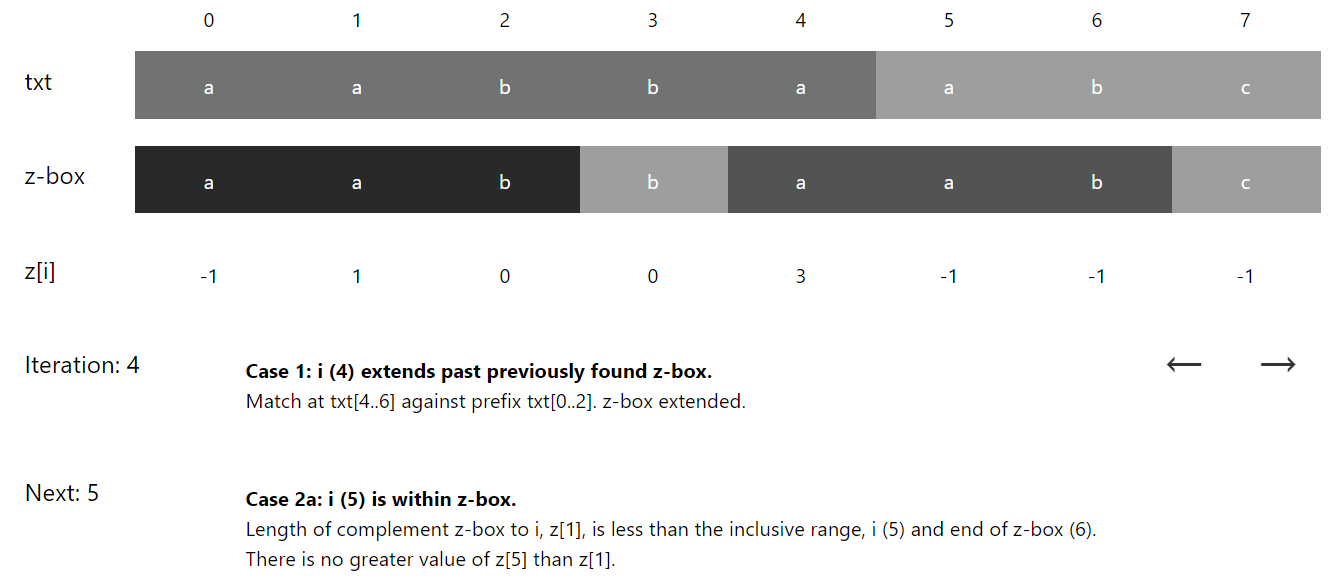 0 1 2 3 4 5 6 7
txt a a b b a a b c
z-box a a b b a a b c
z[i] -1 1 0 0 3 -1 -1 -1
Iteration: 4
Case 1: i (4) extends past previously found z-box.
Match at txt[4..6] against prefix txt[0..2]. z-box extended.
Next: 5
Case 2a: i (5) is within z-box.
Length of complement z-box to i, z[1], is less than the inclusive range, i (5) and end of z-box (6).
There is no greater value of z[5] than z[1].